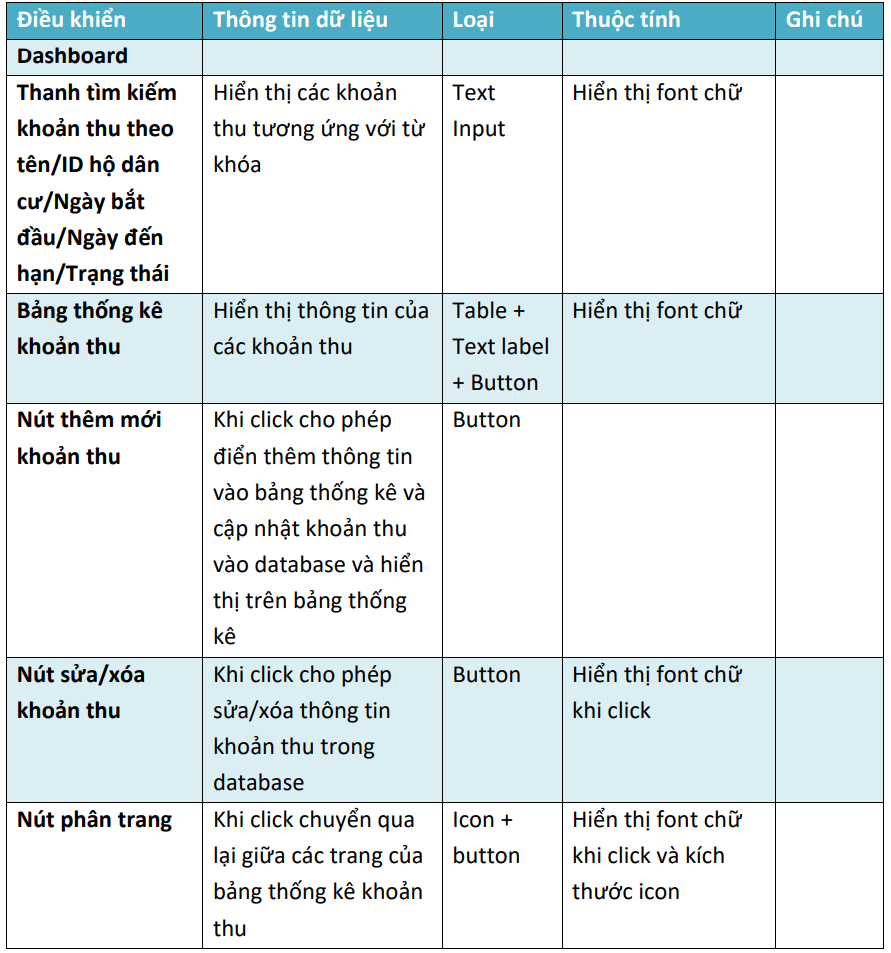 Điều khiển Thông tin dữ liệu Loại Thuộc tính Ghi chú
Dashboard
Thanh tìm kiếm
khoản thu theo
tên/ID hộ dân
cư/Ngày bắt
đầu/Ngày đến
hạn/Trạng thái
Hiển thị các khoản
thu tương ứng với từ
khóa
Text
Input
Hiển thị font chữ
Bảng thống kê
khoản thu
Hiển thị thông tin của
các khoản thu
Table +
Text label
+ Button
Hiển thị font chữ
Nút thêm mới
khoản thu
Khi click cho phép
điển thêm thông tin
vào bảng thống kê và
cập nhật khoản thu
vào database và hiển
thị trên bảng thống
kê
Button
Nút sửa/xóa
khoản thu
Khi click cho phép
sửa/xóa thông tin
khoản thu trong
database
Button
Hiển thị font chữ
khi click
Nút phân trang
Khi click chuyển qua
lại giữa các trang của
bảng thống kê khoản
thu
Icon +
button
Hiển thị font chữ
khi click và kích
thước icon